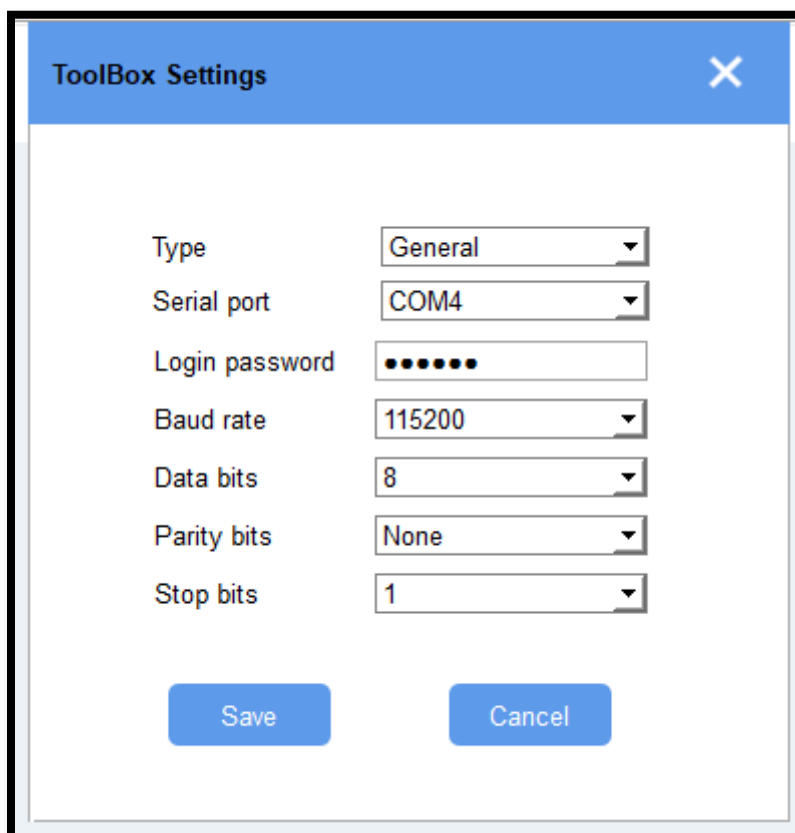 ToolBox Settings
Type General
Serial port COM4
Login password ••••••
Baud rate 115200
Data bits 8
Parity bits None
Stop bits 1
Save Cancel